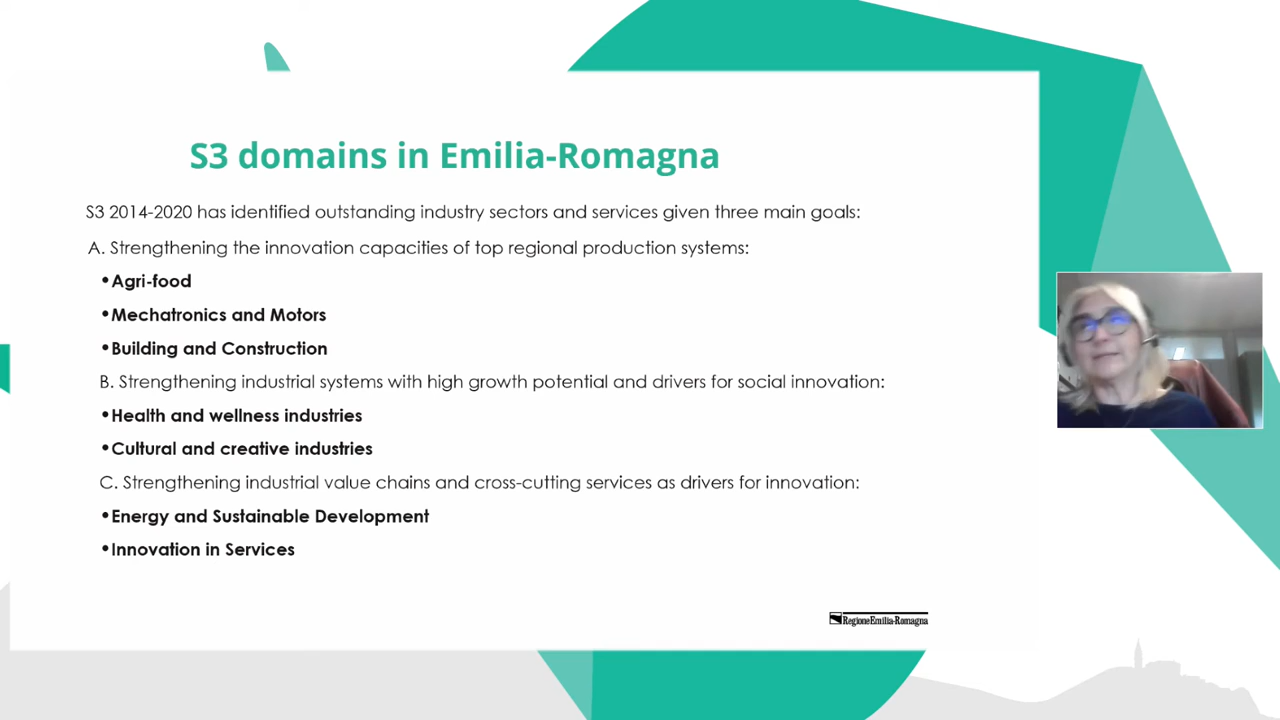 S3 domains in Emilia-Romagna
S3 2014-2020 has identified outstanding industry sectors and services given three main goals:
A. Strengthening the innovation capacities of top regional production systems:
•Agri-food
•Mechatronics and Motors
•Building and Construction
B. Strengthening industrial systems with high growth potential and drivers for social innovation:
•Health and wellness industries
•Cultural and creative industries
C. Strengthening industrial value chains and cross-cutting services as drivers for innovation:
•Energy and Sustainable Development
•Innovation in Services
RegioneEmilia-Romagna